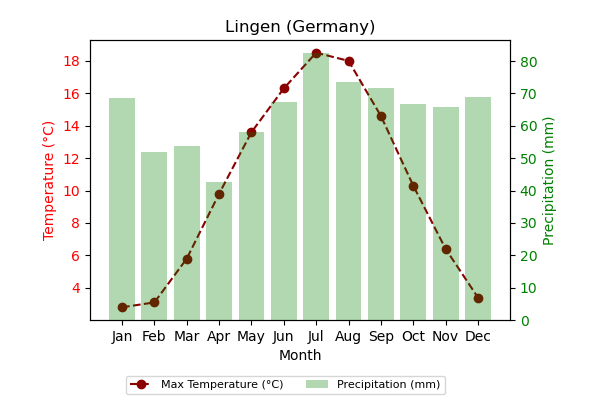 Lingen (Germany)
Temperature (°C)
18
16
14
12
10
8
6
4
80
70
60
50
40
30
20
10
0
Precipitation (mm)
Jan Feb Mar Apr May Jun Jul Aug Sep Oct Nov Dec
Month
Max Temperature (°C) Precipitation (mm)